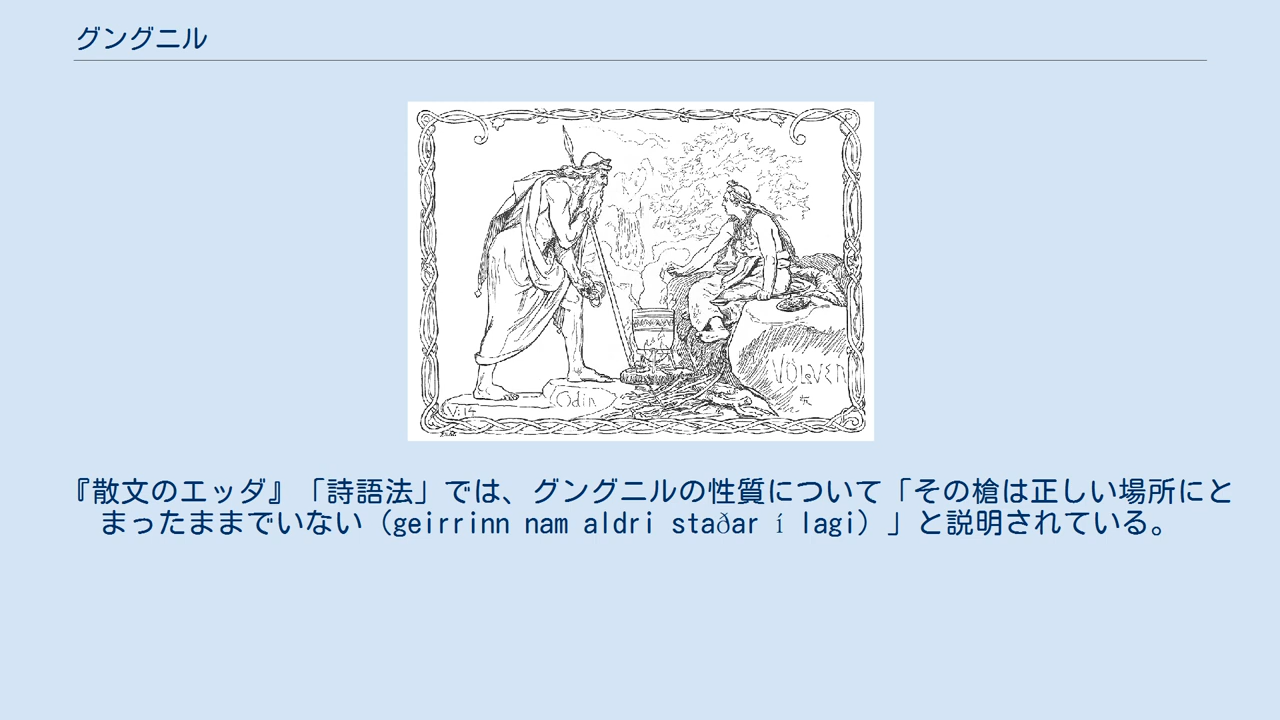 グングニル
Odin
VØLVEN
『散文のエッダ』「詩語法」では、グングニルの性質について「その槍は正しい場所にと
まったままでいない（geirrinn nam aldri staðar í lagi）」と説明されている。